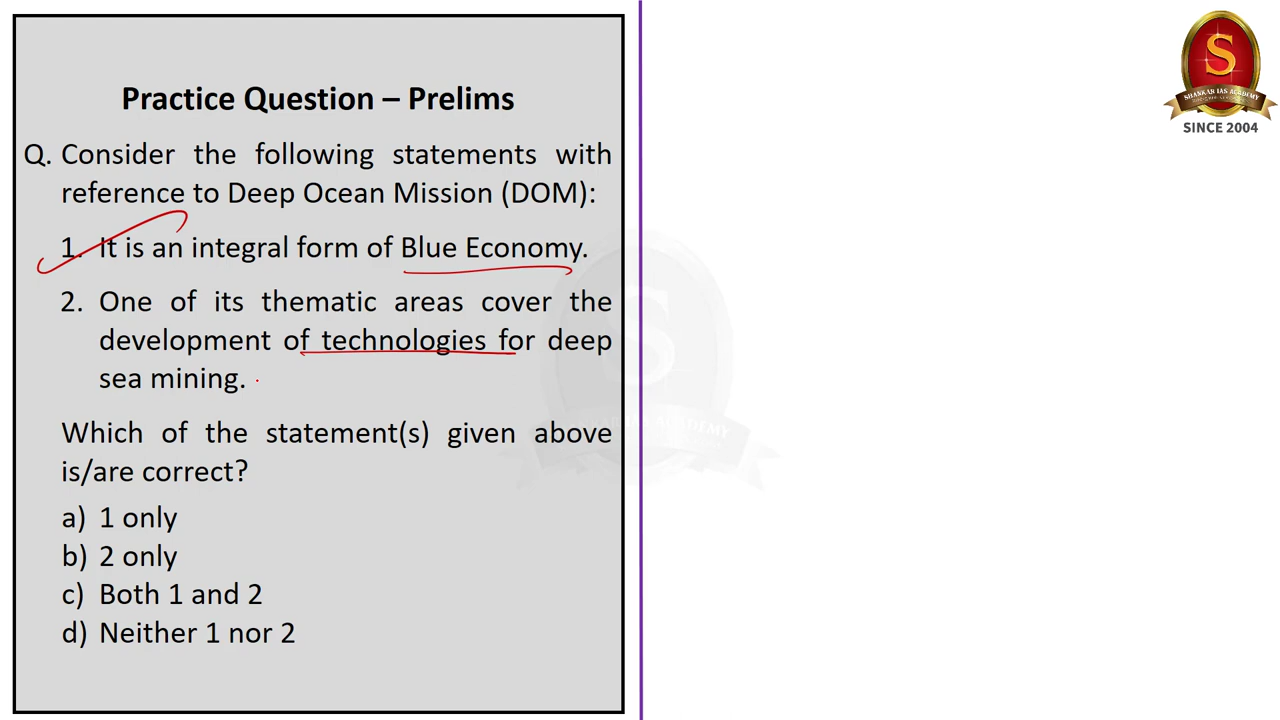 Practice Question – Prelims
Q. Consider the following statements with
reference to Deep Ocean Mission (DOM):
1. It is an integral form of Blue Economy.
2. One of its thematic areas cover the
development of technologies for deep
sea mining.
Which of the statement(s) given above
is/are correct?
a) 1 only
b) 2 only
c) Both 1 and 2
d) Neither 1 nor 2
S
SHANKAR IAS ACADEMY
SINCE 2004